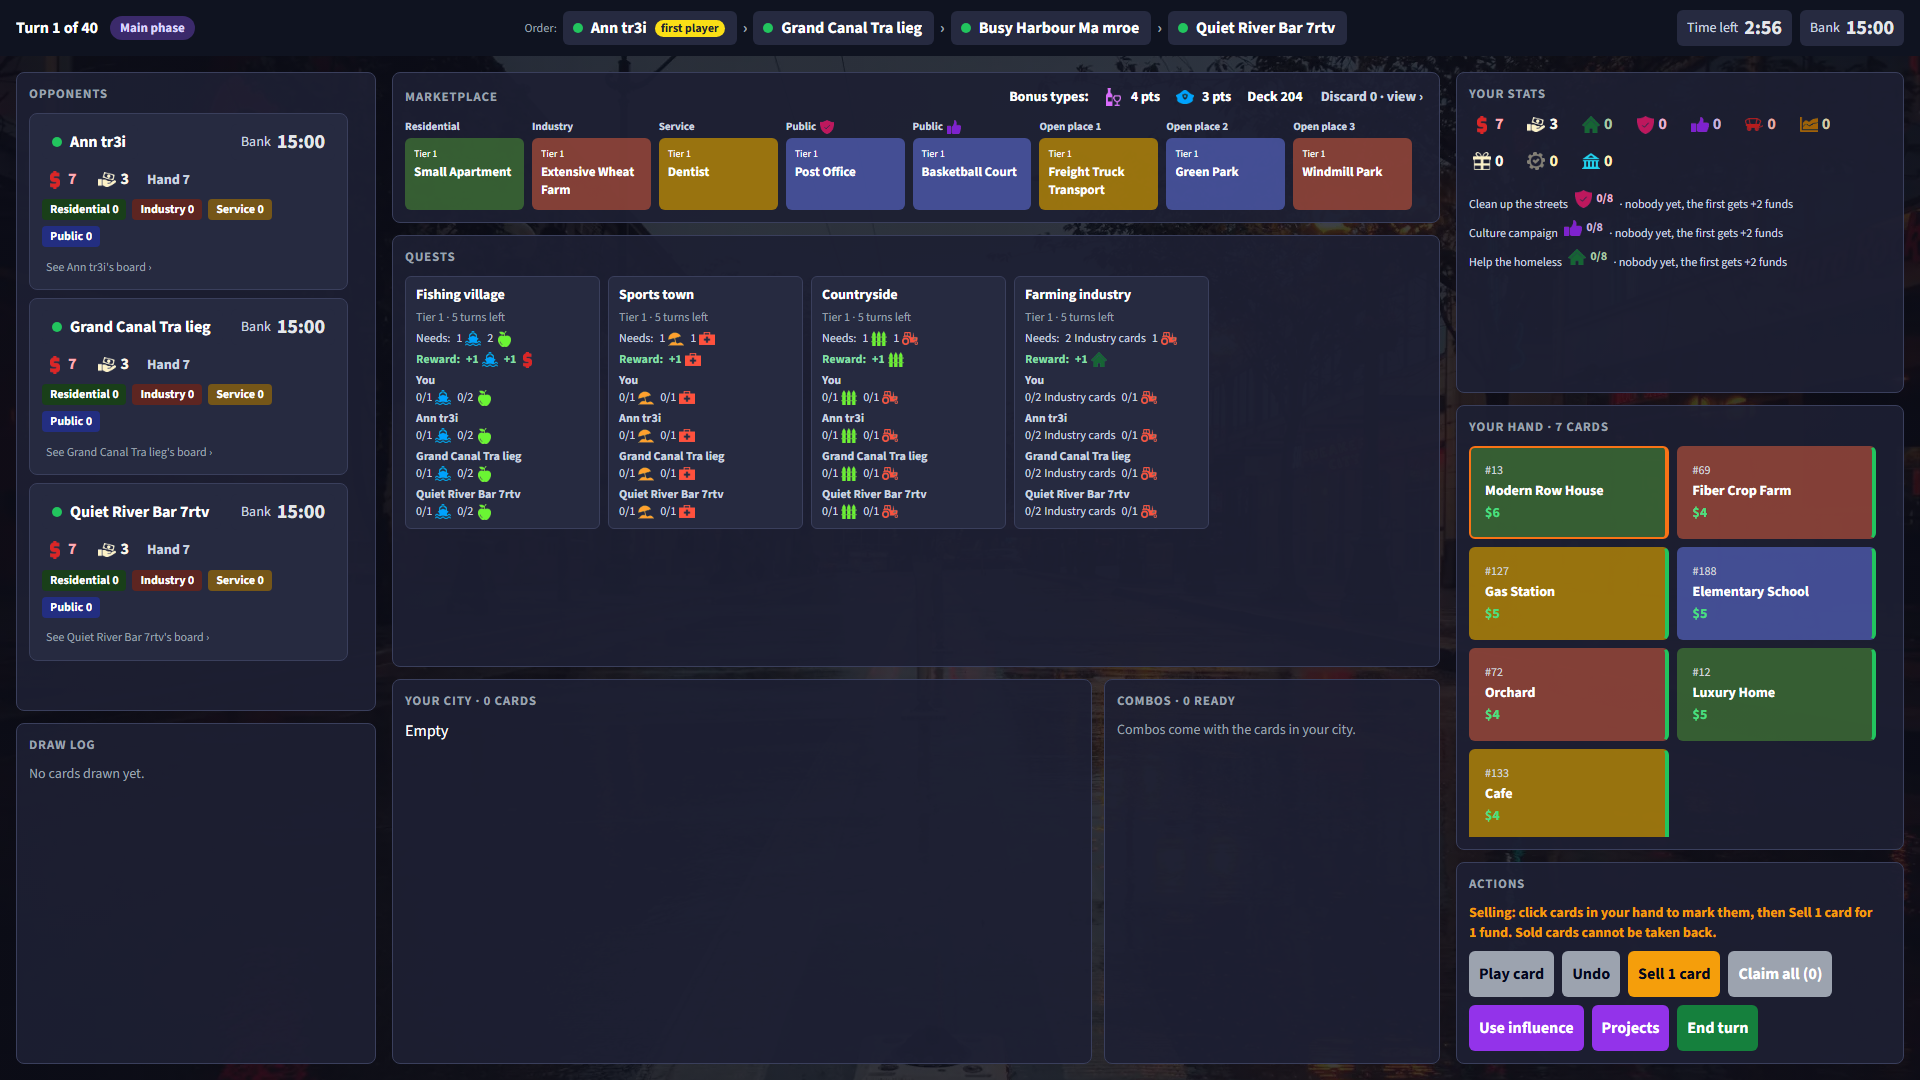 Turn 1 of 40
Main phase
Order:
Ann tr3i first player › Grand Canal Tra lieg › Busy Harbour Ma mroe › Quiet River Bar 7rtv
Time left 2:56
Bank 15:00
OPPONENTS
Ann tr3i
Bank 15:00
7 3 Hand 7
Residential 0 Industry 0 Service 0
Public 0
See Ann tr3i's board ›
Grand Canal Tra lieg
Bank 15:00
7 3 Hand 7
Residential 0 Industry 0 Service 0
Public 0
See Grand Canal Tra lieg's board ›
Quiet River Bar 7rtv
Bank 15:00
7 3 Hand 7
Residential 0 Industry 0 Service 0
Public 0
See Quiet River Bar 7rtv's board ›
DRAW LOG
No cards drawn yet.
MARKETPLACE
Bonus types: 4 pts 3 pts Deck 204 Discard 0 · view ›
Residential
Tier 1
Small Apartment
Industry
Tier 1
Extensive Wheat
Farm
Service
Tier 1
Dentist
Public
Tier 1
Post Office
Public
Tier 1
Basketball Court
Open place 1
Tier 1
Freight Truck
Transport
Open place 2
Tier 1
Green Park
Open place 3
Tier 1
Windmill Park
QUESTS
Fishing village
Tier 1 · 5 turns left
Needs: 1 2
Reward: +1 +1
You
0/1 0/2
Ann tr3i
0/1 0/2
Grand Canal Tra lieg
0/1 0/2
Quiet River Bar 7rtv
0/1 0/2
Sports town
Tier 1 · 5 turns left
Needs: 1 1
Reward: +1
You
0/1 0/1
Ann tr3i
0/1 0/1
Grand Canal Tra lieg
0/1 0/1
Quiet River Bar 7rtv
0/1 0/1
Countryside
Tier 1 · 5 turns left
Needs: 1 1
Reward: +1
You
0/1 0/1
Ann tr3i
0/1 0/1
Grand Canal Tra lieg
0/1 0/1
Quiet River Bar 7rtv
0/1 0/1
Farming industry
Tier 1 · 5 turns left
Needs: 2 Industry cards 1
Reward: +1
You
0/2 Industry cards 0/1
Ann tr3i
0/2 Industry cards 0/1
Grand Canal Tra lieg
0/2 Industry cards 0/1
Quiet River Bar 7rtv
0/2 Industry cards 0/1
YOUR CITY · 0 CARDS
Empty
COMBOS · 0 READY
Combos come with the cards in your city.
YOUR STATS
7 3 0 0 0 0 0
0 0 0
Clean up the streets 0/8 · nobody yet, the first gets +2 funds
Culture campaign 0/8 · nobody yet, the first gets +2 funds
Help the homeless 0/8 · nobody yet, the first gets +2 funds
YOUR HAND · 7 CARDS
#13
Modern Row House
$6
#69
Fiber Crop Farm
$4
#127
Gas Station
$5
#188
Elementary School
$5
#72
Orchard
$4
#12
Luxury Home
$5
#133
Cafe
$4
ACTIONS
Selling: click cards in your hand to mark them, then Sell 1 card for
1 fund. Sold cards cannot be taken back.
Play card
Undo
Sell 1 card
Claim all (0)
Use influence
Projects
End turn